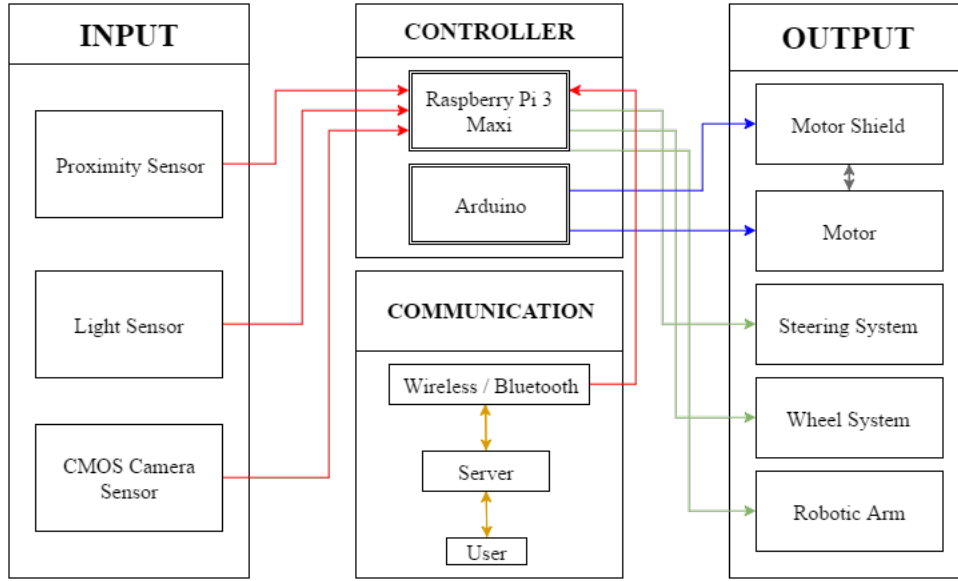 INPUT
Proximity Sensor
Light Sensor
CMOS Camera
Sensor
CONTROLLER
Raspberry Pi 3
Maxi
Arduino
COMMUNICATION
Wireless / Bluetooth
Server
User
OUTPUT
Motor Shield
Motor
Steering System
Wheel System
Robotic Arm